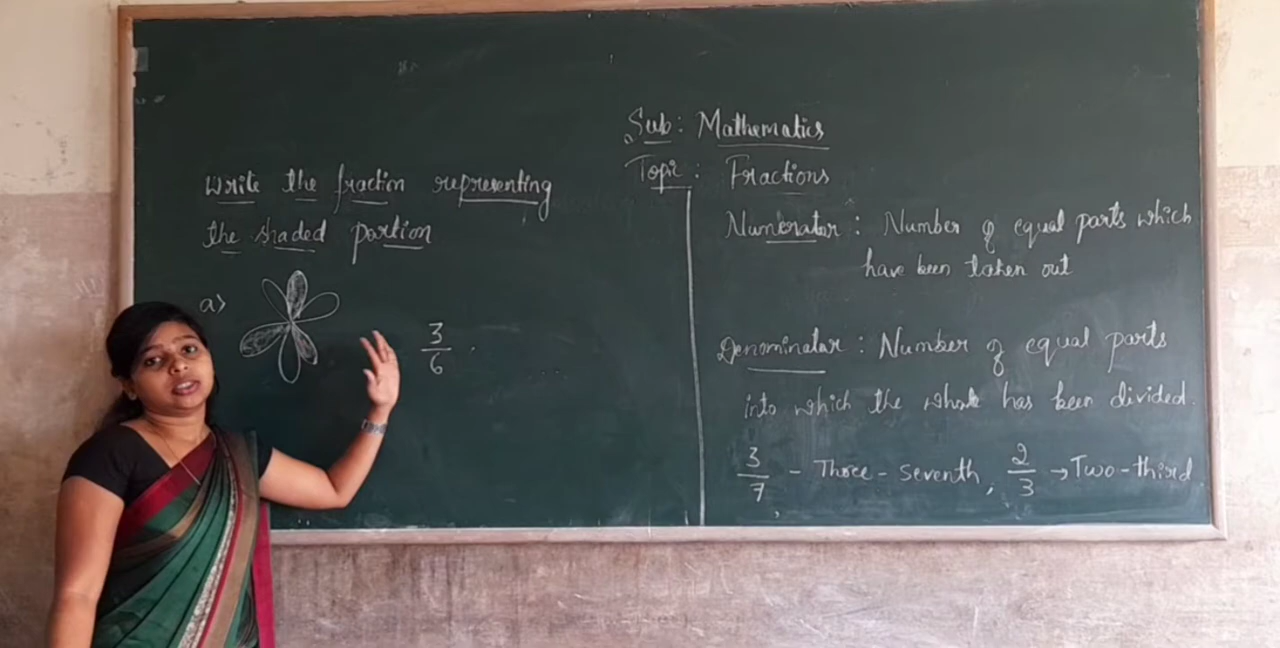 Write the fraction representing
the shaded portion
a)
3/6.
Sub: Mathematics
Topic: Fractions
Numerator: Number of equal parts which
have been taken out
Denominator: Number of equal parts
into which the whole has been divided.
3/7 - Three-seventh, 2/3 → Two-third